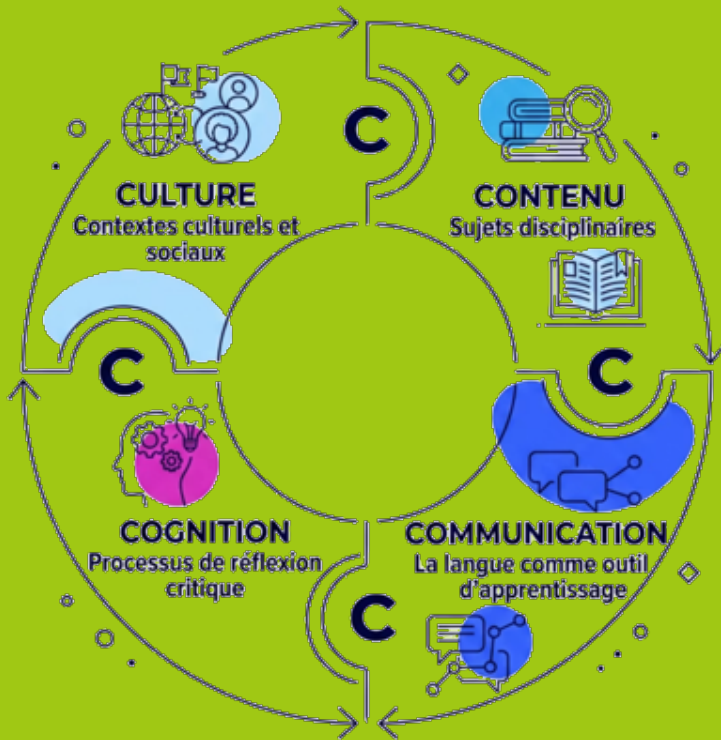 C
CULTURE
Contextes culturels et
sociaux
CONTENU
Sujets disciplinaires
C
C
COGNITION
Processus de réflexion
critique
COMMUNICATION
La langue comme outil
d'apprentissage
C